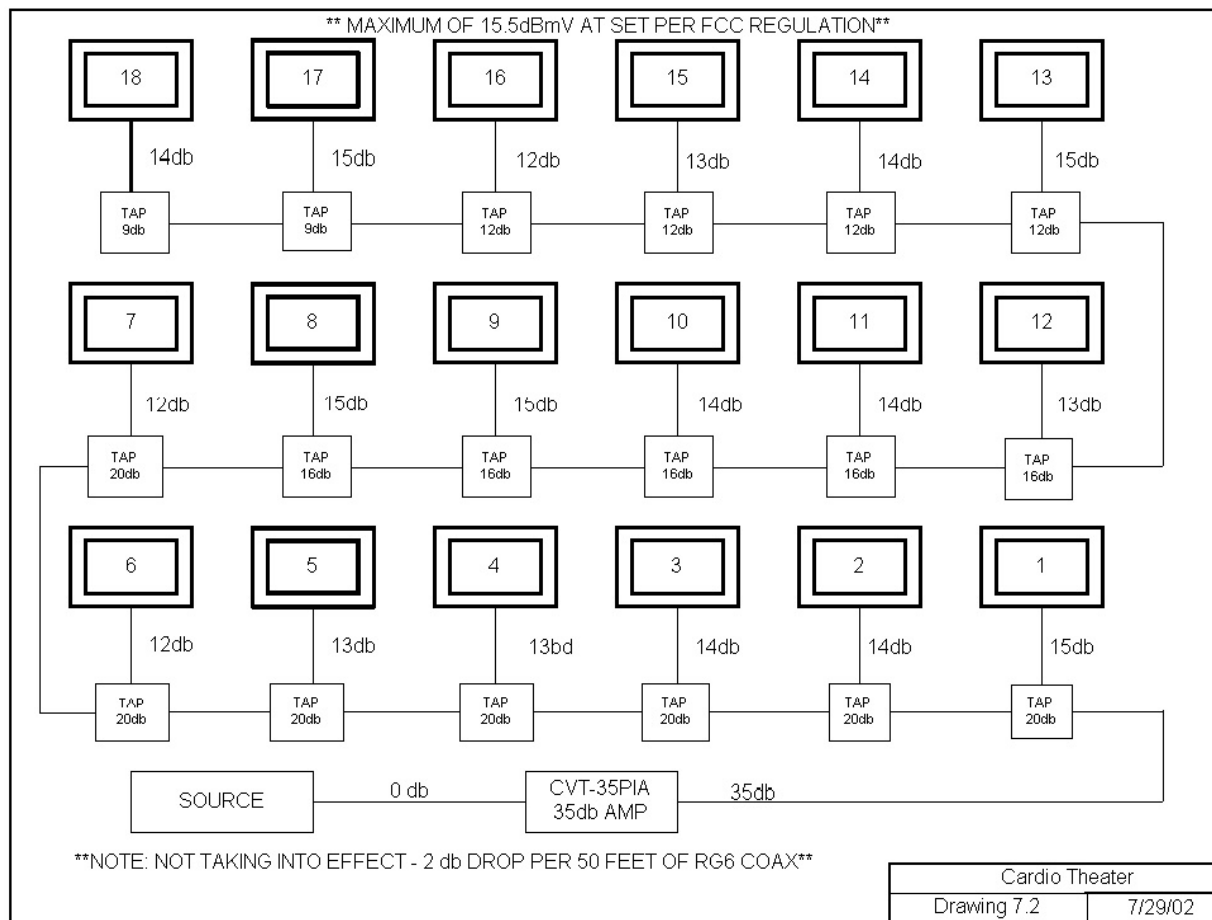 ** MAXIMUM OF 15.5dBmV AT SET PER FCC REGULATION**
18 17 16 15 14 13
14db 15db 12db 13db 14db 15db
TAP 9db
TAP 9db
TAP 12db
TAP 12db
TAP 12db
TAP 12db
7 8 9 10 11 12
12db 15db 15db 14db 14db 13db
TAP 20db
TAP 16db
TAP 16db
TAP 16db
TAP 16db
TAP 16db
6 5 4 3 2 1
12db 13db 13bd 14db 14db 15db
TAP 20db
TAP 20db
TAP 20db
TAP 20db
TAP 20db
TAP 20db
SOURCE
0 db
CVT-35PIA
35db AMP
35db
**NOTE: NOT TAKING INTO EFFECT - 2 db DROP PER 50 FEET OF RG6 COAX**
Cardio Theater
Drawing 7.2 7/29/02